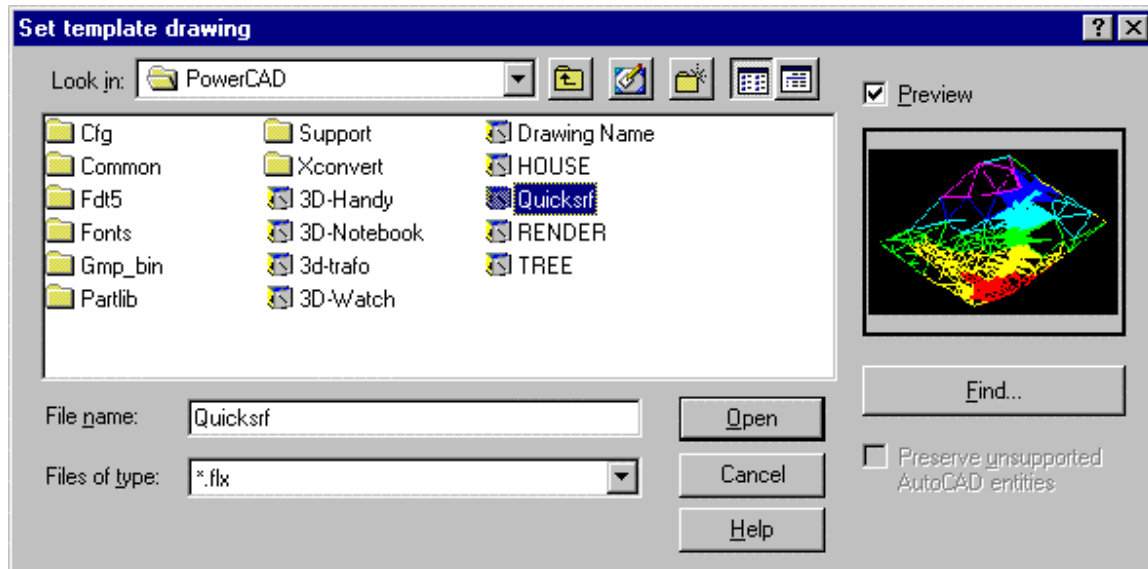 Set template drawing
Look in: PowerCAD
Preview
Cfg Support Drawing Name
Common Xconvert HOUSE
Fdt5 3D-Handy Quicksrf
Fonts 3D-Notebook RENDER
Gmp_bin 3d-trafo TREE
Partlib 3D-Watch
File name: Quicksrf Open Find...
Files of type: *.flx Cancel Preserve unsupported
AutoCAD entities
Help